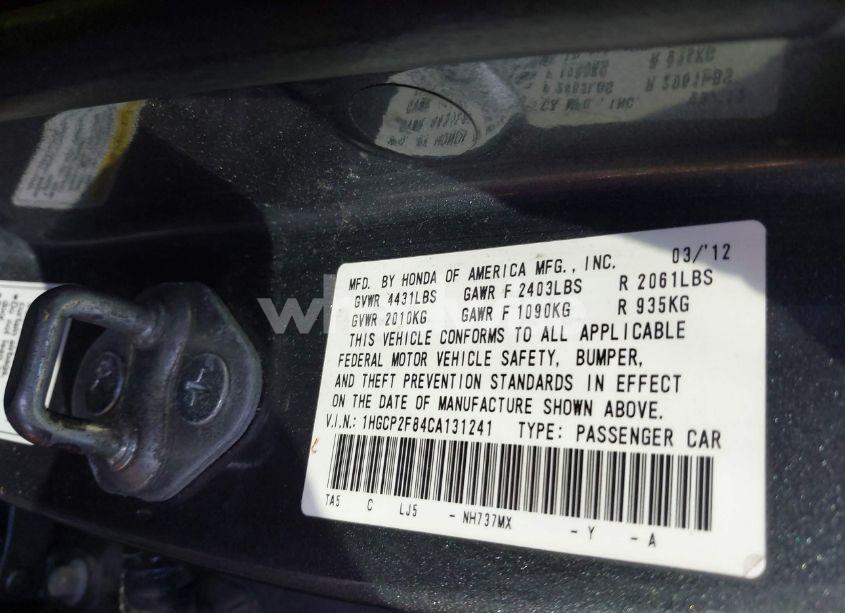 MFD. BY HONDA OF AMERICA MFG., INC. 03/'12
GVWR 4431LBS GAWR F 2403LBS R 2061LBS
GVWR 2010KG GAWR F 1090KG R 935KG
THIS VEHICLE CONFORMS TO ALL APPLICABLE
FEDERAL MOTOR VEHICLE SAFETY, BUMPER,
AND THEFT PREVENTION STANDARDS IN EFFECT
ON THE DATE OF MANUFACTURE SHOWN ABOVE.
V.I.N.: 1HGCP2F84CA131241 TYPE: PASSENGER CAR
TA5 C LJ5 - NH737MX - Y - A